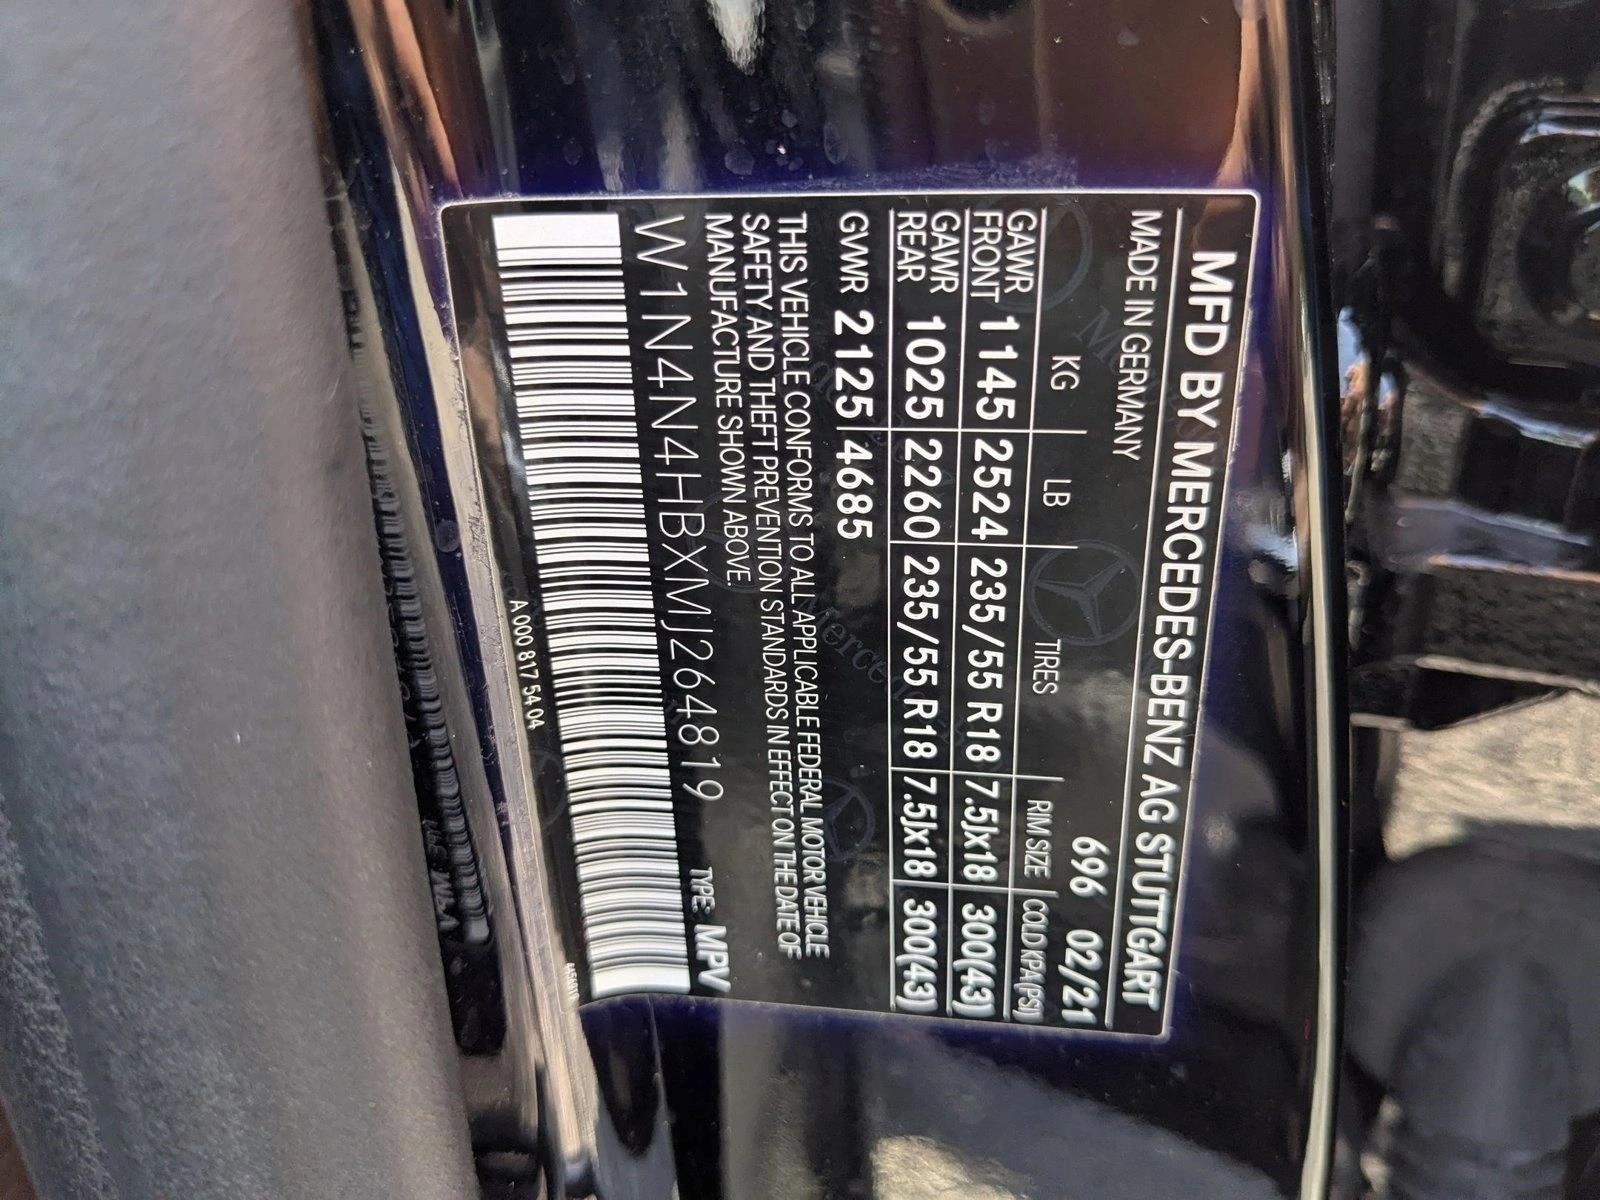 MFD BY MERCEDES-BENZ AG STUTTGART
MADE IN GERMANY 696 02/21
KG LB TIRES RIM SIZE COLD KPA(PSI)
GAWR FRONT 1145 2524 235/55 R18 7.5Jx18 300(43)
GAWR REAR 1025 2260 235/55 R18 7.5Jx18 300(43)
GVWR 2125 4685
THIS VEHICLE CONFORMS TO ALL APPLICABLE FEDERAL MOTOR VEHICLE
SAFETY AND THEFT PREVENTION STANDARDS IN EFFECT ON THE DATE OF
MANUFACTURE SHOWN ABOVE.
W1N4N4HBXMJ264819 TYPE: MPV
A 000 817 54 04